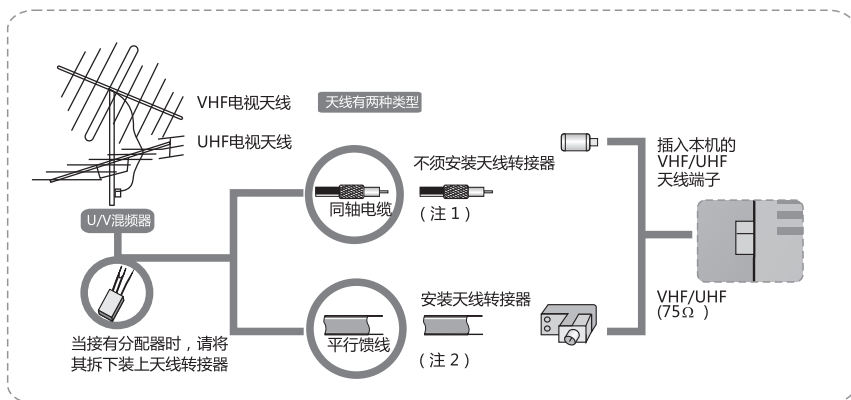 VHF电视天线
天线有两种类型
UHF电视天线
U/V混频器
当接有分配器时，请将
其拆下装上天线转接器
同轴电缆
不须安装天线转接器
(注1)
平行馈线
安装天线转接器
(注2)
插入本机的
VHF/UHF
天线端子
VHF/UHF
(75Ω )